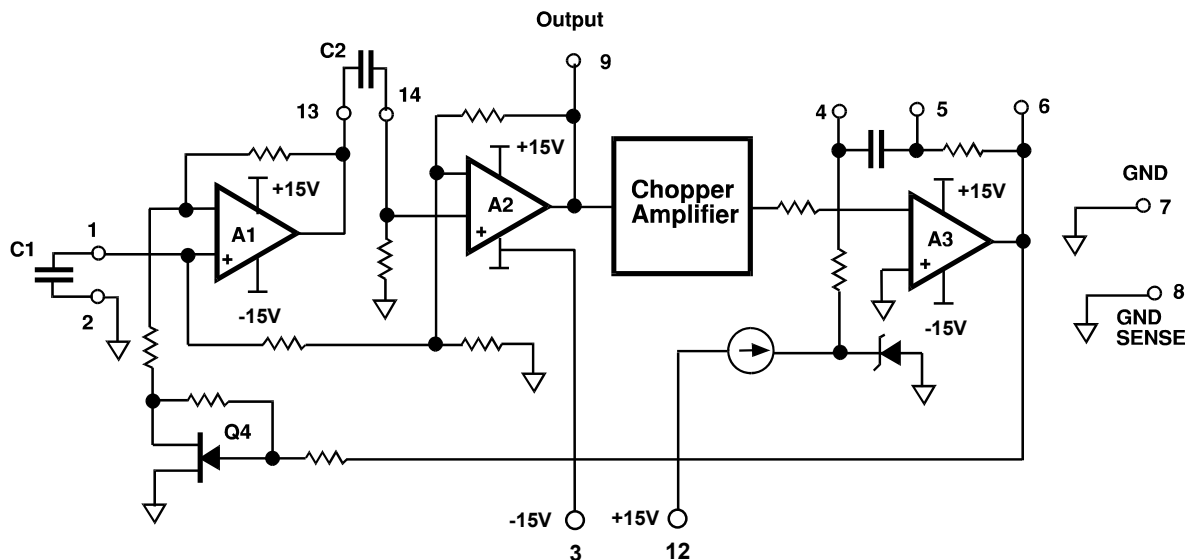 Output
9
C2
13
14
4
5
6
+15V
+15V
+15V
Chopper
Amplifier
GND
7
A1
A2
A3
1
C1
+
+
+
2
-15V
-15V
8
GND
SENSE
Q4
-15V
+15V
3
12